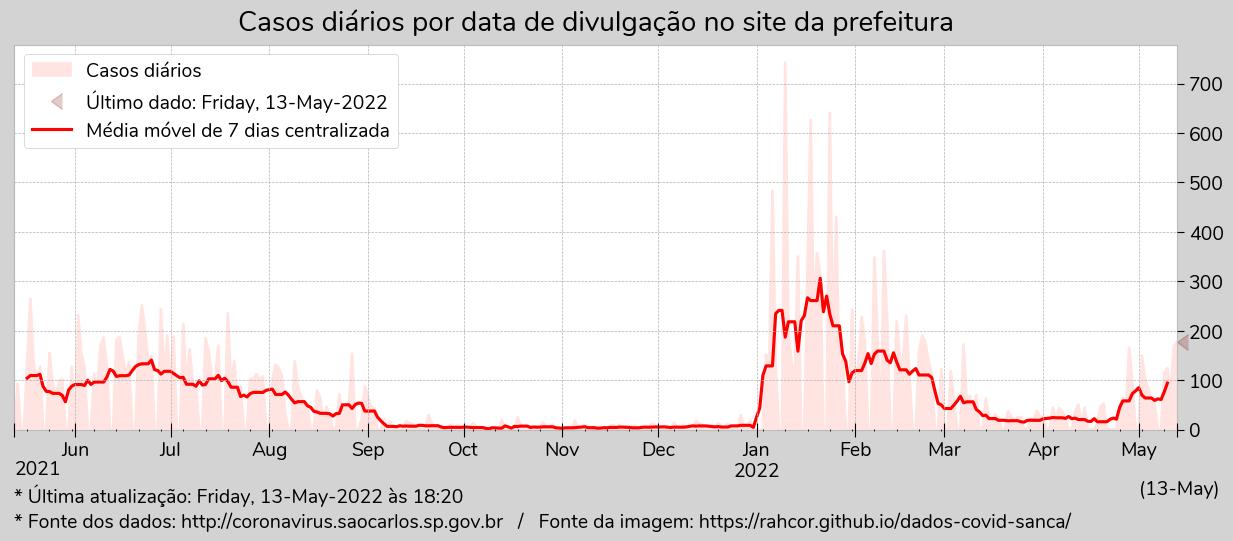 Casos diários por data de divulgação no site da prefeitura
Casos diários
Último dado: Friday, 13-May-2022
Média móvel de 7 dias centralizada
700
600
500
400
300
200
100
0
Jun Jul Aug Sep Oct Nov Dec Jan Feb Mar Apr May
2021 2022
(13-May)
* Última atualização: Friday, 13-May-2022 às 18:20
* Fonte dos dados: http://coronavirus.saocarlos.sp.gov.br / Fonte da imagem: https://rahcor.github.io/dados-covid-sanca/